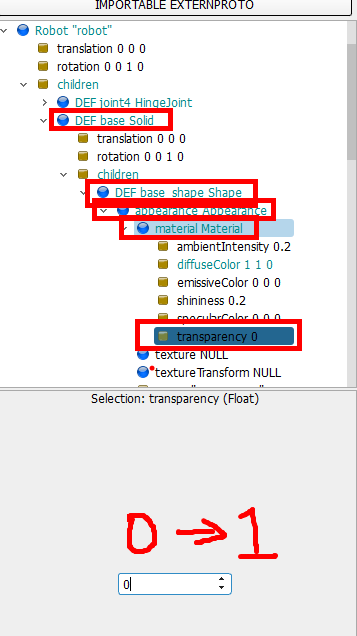 IMPORTABLE EXTERNPROTO
Robot "robot"
translation 0 0 0
rotation 0 0 1 0
children
DEF joint4 HingeJoint
DEF base Solid
translation 0 0 0
rotation 0 0 1 0
children
DEF base_shape Shape
appearance Appearance
material Material
ambientIntensity 0.2
diffuseColor 1 1 0
emissiveColor 0 0 0
shininess 0.2
specularColor 0 0 0
transparency 0
texture NULL
textureTransform NULL
Selection: transparency (Float)
0 → 1
0